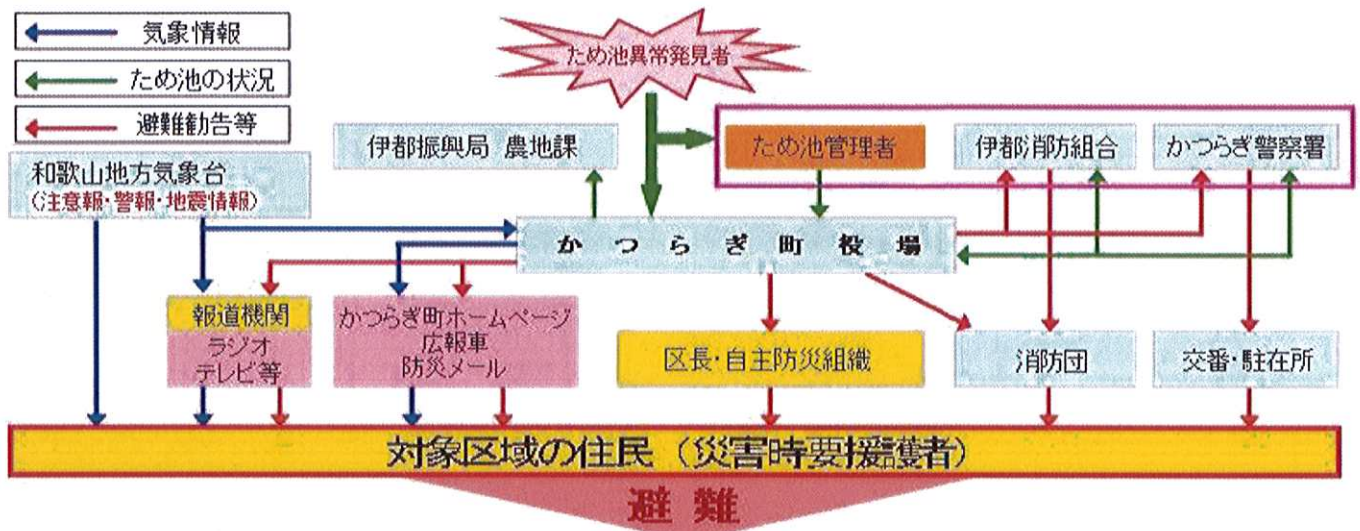 気象情報
ため池の状況
避難勧告等
ため池異常発見者
伊都振興局 農地課
ため池管理者
伊都消防組合
かつらぎ警察署
和歌山地方気象台
(注意報・警報・地震情報)
かつらぎ町役場
報道機関
ラジオ
テレビ等
かつらぎ町ホームページ
広報車
防災メール
区長・自主防災組織
消防団
交番・駐在所
対象区域の住民（災害時要援護者）
避難